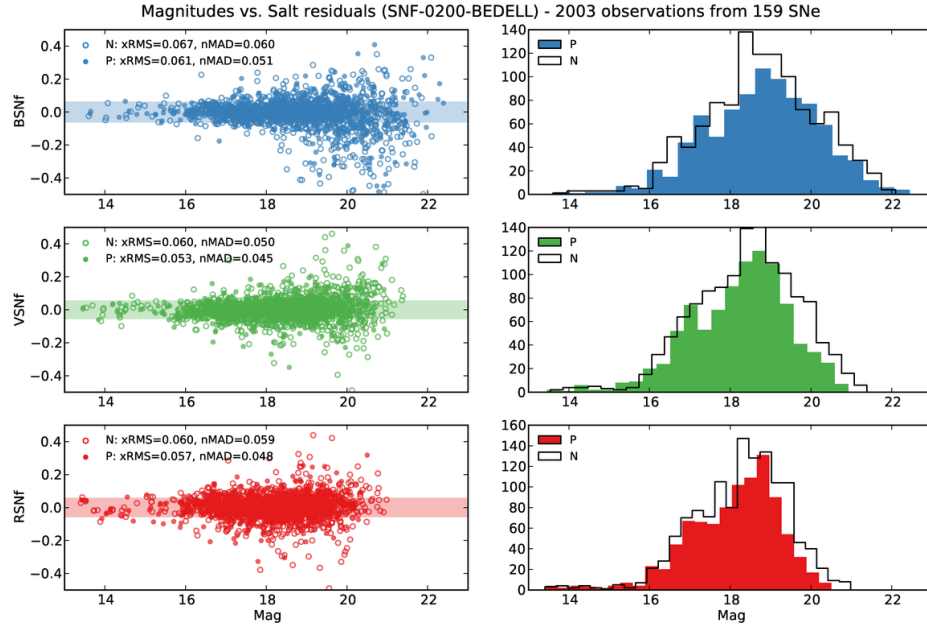 Magnitudes vs. Salt residuals (SNF-0200-BEDELL) - 2003 observations from 159 SNe
BSNf
0.4
0.2
0.0
−0.2
−0.4
N: xRMS=0.067, nMAD=0.060
P: xRMS=0.061, nMAD=0.051
14 16 18 20 22
140
120
100
80
60
40
20
0
P
N
14 16 18 20 22
VSNf
0.4
0.2
0.0
−0.2
−0.4
N: xRMS=0.060, nMAD=0.050
P: xRMS=0.053, nMAD=0.045
14 16 18 20 22
140
120
100
80
60
40
20
0
P
N
14 16 18 20 22
RSNf
0.4
0.2
0.0
−0.2
−0.4
N: xRMS=0.060, nMAD=0.059
P: xRMS=0.057, nMAD=0.048
14 16 18 20 22
Mag
160
140
120
100
80
60
40
20
0
P
N
14 16 18 20 22
Mag